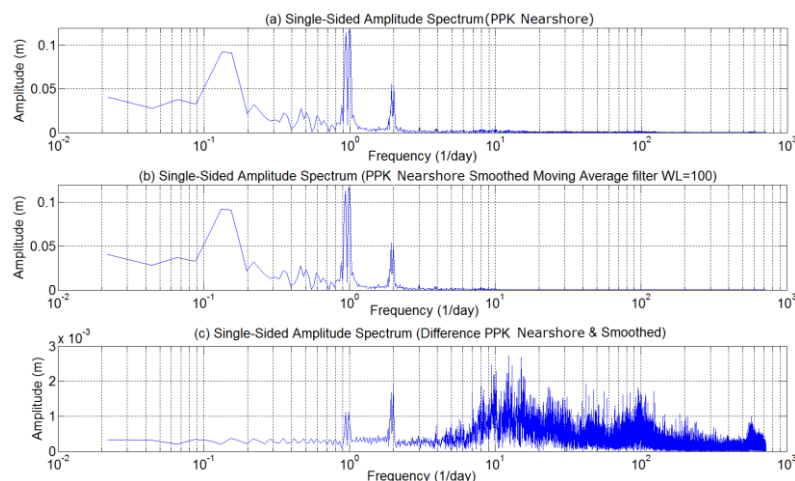 (a) Single-Sided Amplitude Spectrum(PPK Nearshore)
0.1
0.05
0
Amplitude (m)
10^-2 10^-1 10^0 10^1 10^2 10^3
Frequency (1/day)
(b) Single-Sided Amplitude Spectrum (PPK Nearshore Smoothed Moving Average filter WL=100)
0.1
0.05
0
Amplitude (m)
10^-2 10^-1 10^0 10^1 10^2 10^3
Frequency (1/day)
(c) Single-Sided Amplitude Spectrum (Difference PPK Nearshore & Smoothed)
x 10^-3
3
2
1
0
Amplitude (m)
10^-2 10^-1 10^0 10^1 10^2 10^3
Frequency (1/day)